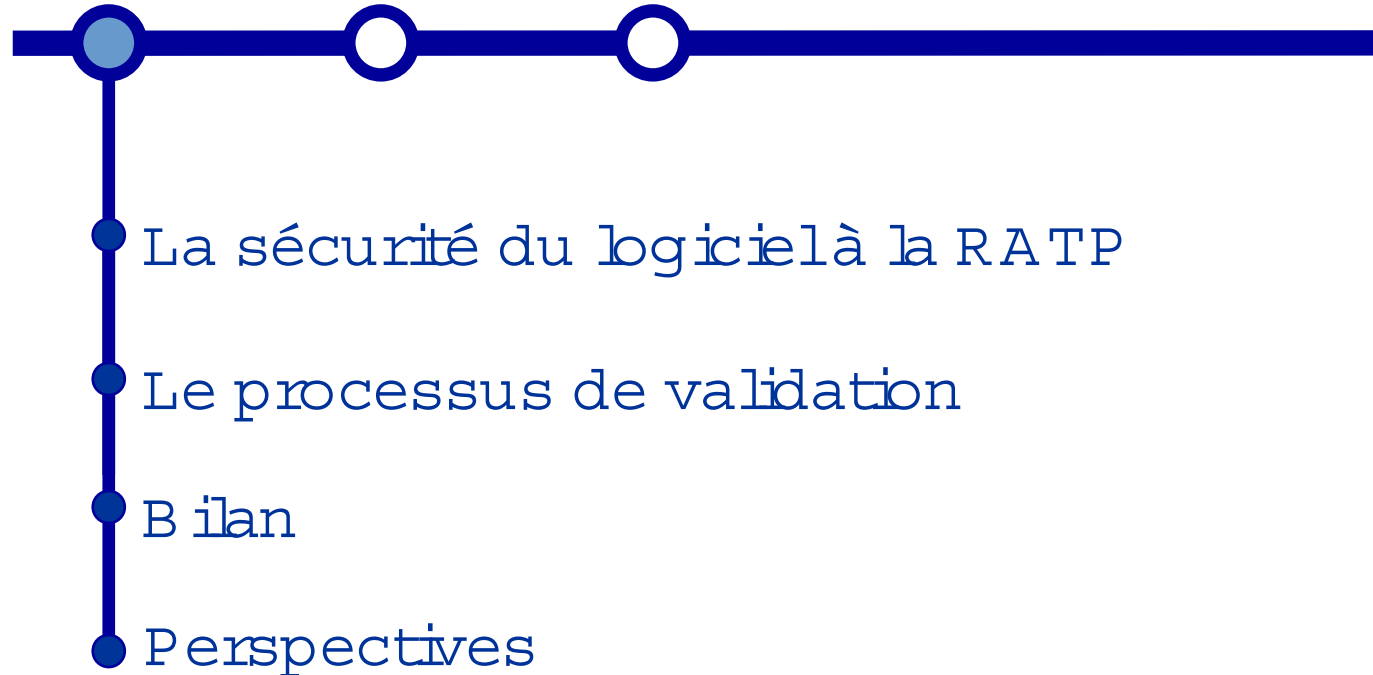 La sécurité du logiciel à la RATP
Le processus de validation
Bilan
Perspectives